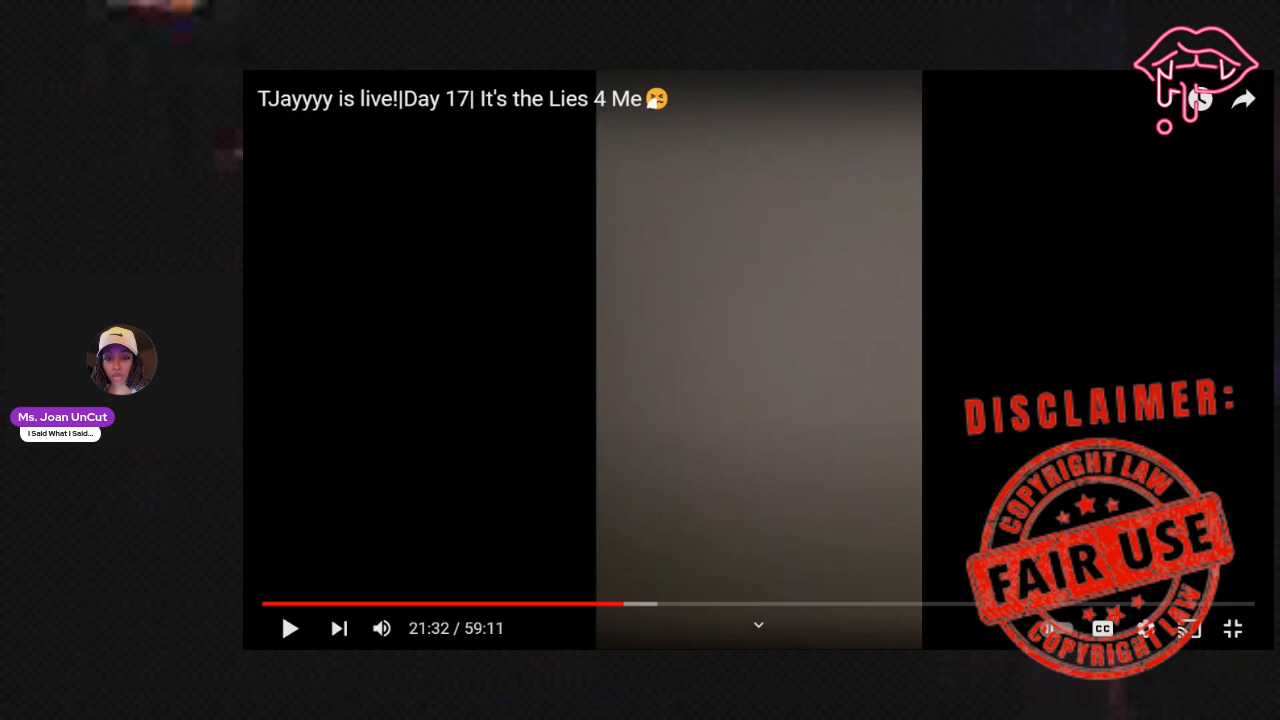 TJayyyy is live!|Day 17| It's the Lies 4 Me🤧
Ms. Joan UnCut
I Said What I Said...
DISCLAIMER:
COPYRIGHT LAW
FAIR USE
COPYRIGHT LAW
21:32 / 59:11
CC